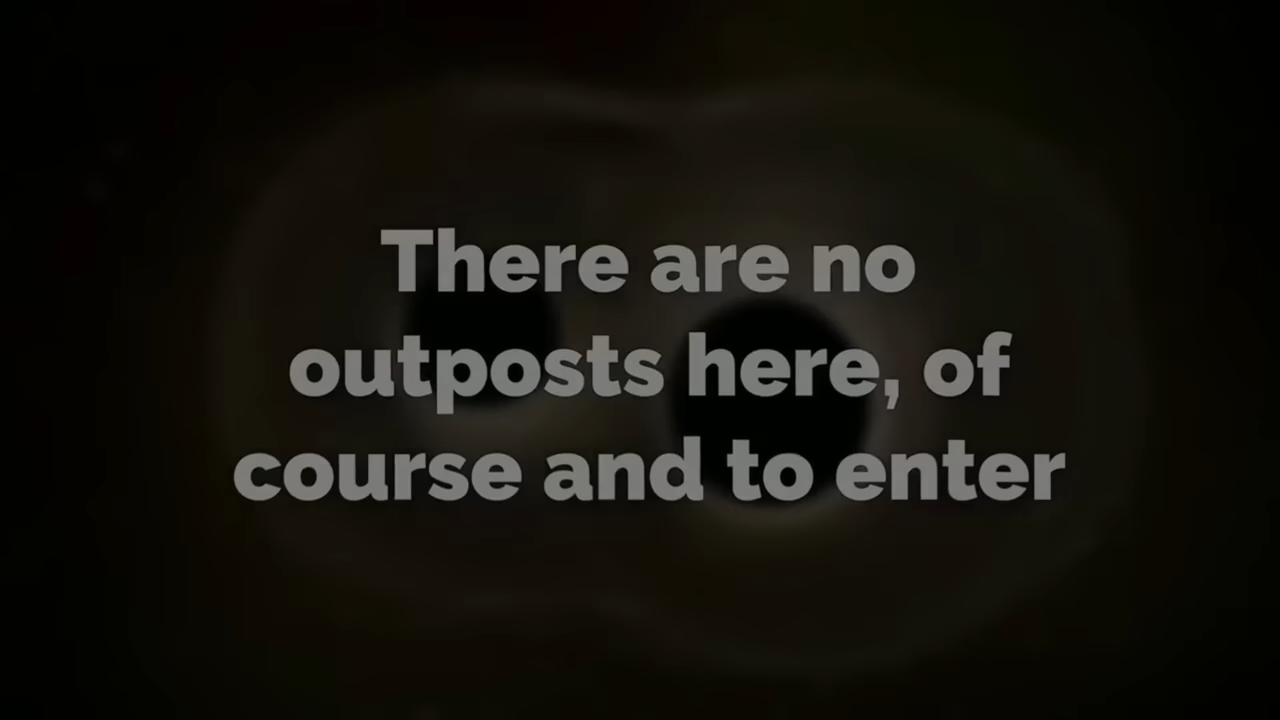 There are no
outposts here, of
course and to enter